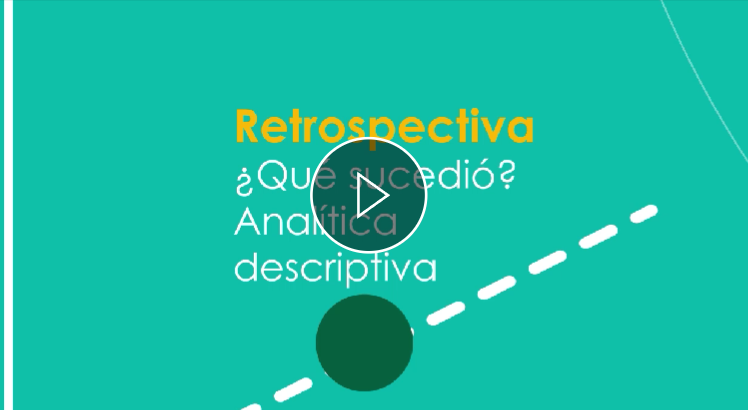 Retrospectiva
¿Qué sucedió?
Analítica
descriptiva